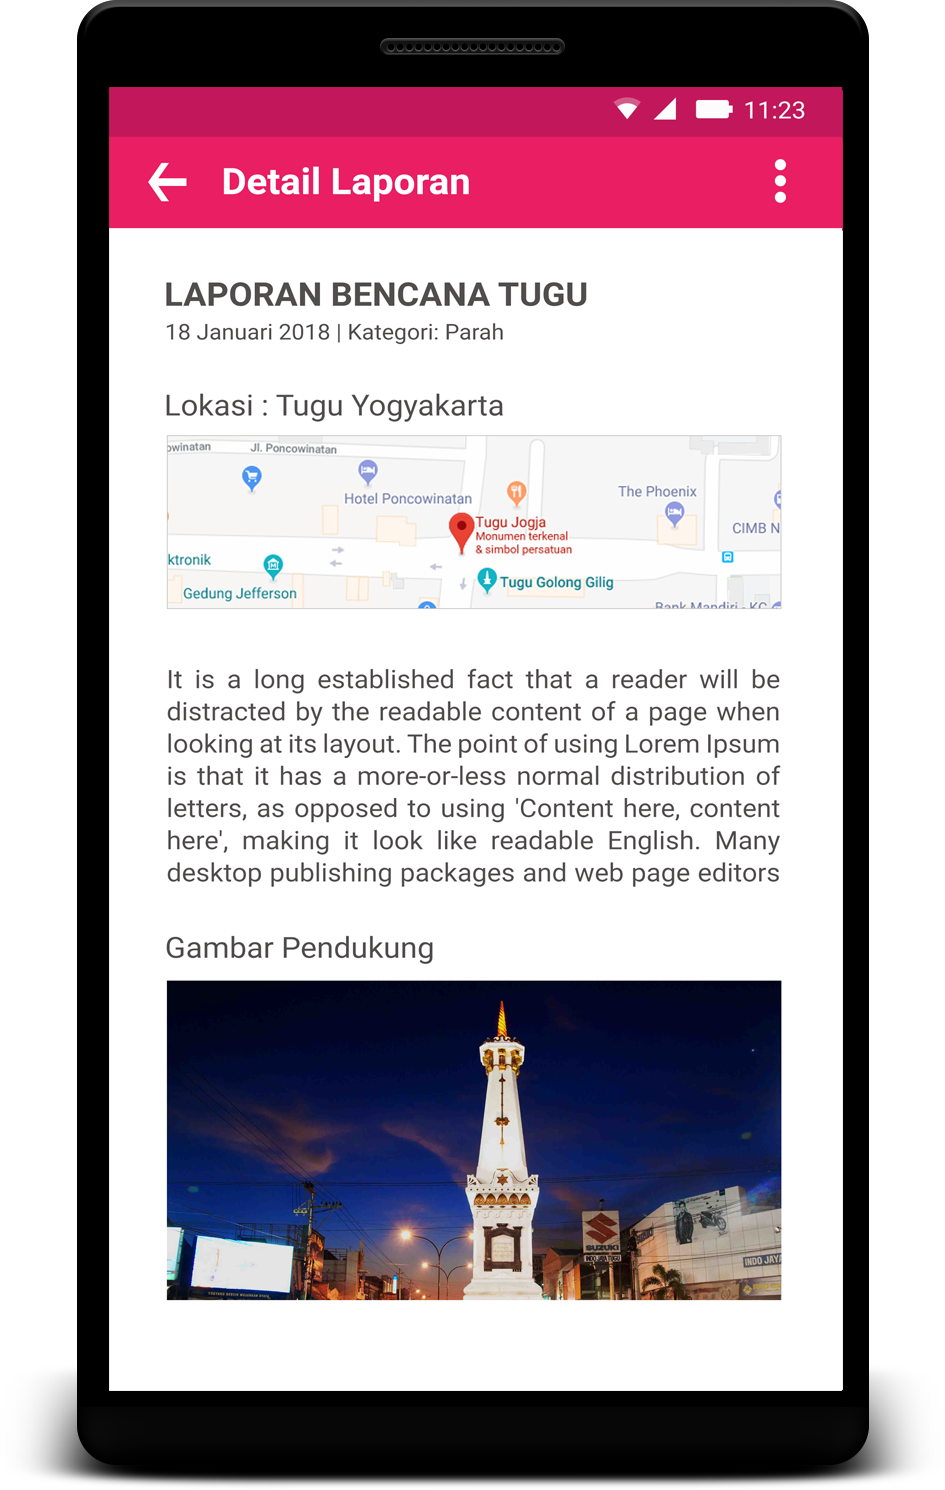 11:23
Detail Laporan
LAPORAN BENCANA TUGU
18 Januari 2018 | Kategori: Parah
Lokasi : Tugu Yogyakarta
owinatan
Jl. Poncowinatan
Hotel Poncowinatan
The Phoenix
Tugu Jogja
Monumen terkenal
& simbol persatuan
CIMB N
ktronik
Gedung Jefferson
Tugu Golong Gilig
Bank Mandiri - KC
It is a long established fact that a reader will be
distracted by the readable content of a page when
looking at its layout. The point of using Lorem Ipsum
is that it has a more-or-less normal distribution of
letters, as opposed to using 'Content here, content
here', making it look like readable English. Many
desktop publishing packages and web page editors
Gambar Pendukung
SUZUKI
INDO JAYA TUGU
INDO JAYA